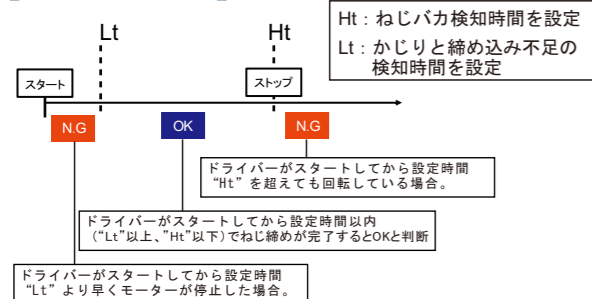 Lt
Ht
Ht：ねじバカ検知時間を設定
Lt：かじりと締め込み不足の
検知時間を設定
スタート
ストップ
N.G
OK
N.G
ドライバーがスタートしてから設定時間
“Ht”を超えても回転している場合。
ドライバーがスタートしてから設定時間以内
（“Lt”以上、”Ht”以下）でねじ締めが完了するとOKと判断
ドライバーがスタートしてから設定時間
“Lt”より早くモーターが停止した場合。